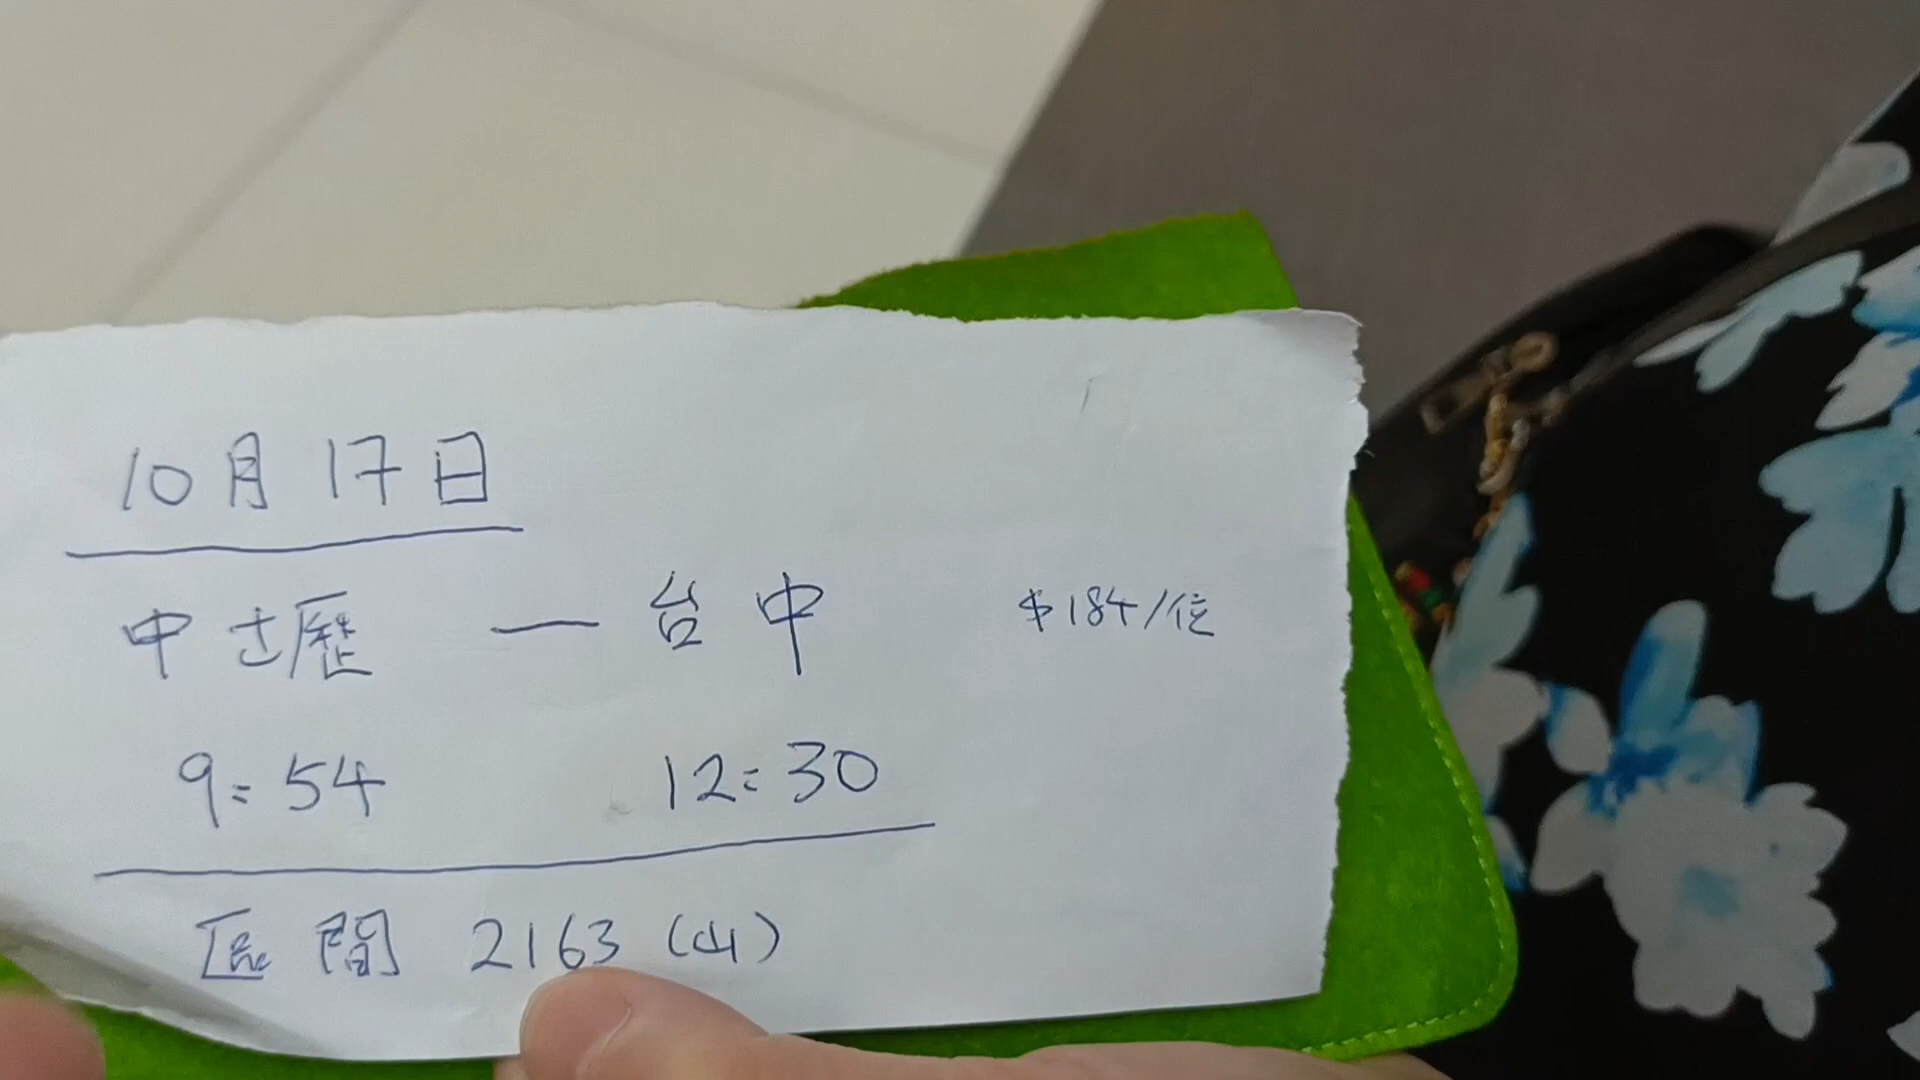 10月17日
中壢 — 台中 $184/位
9:54 12:30
區間 2163 (山)